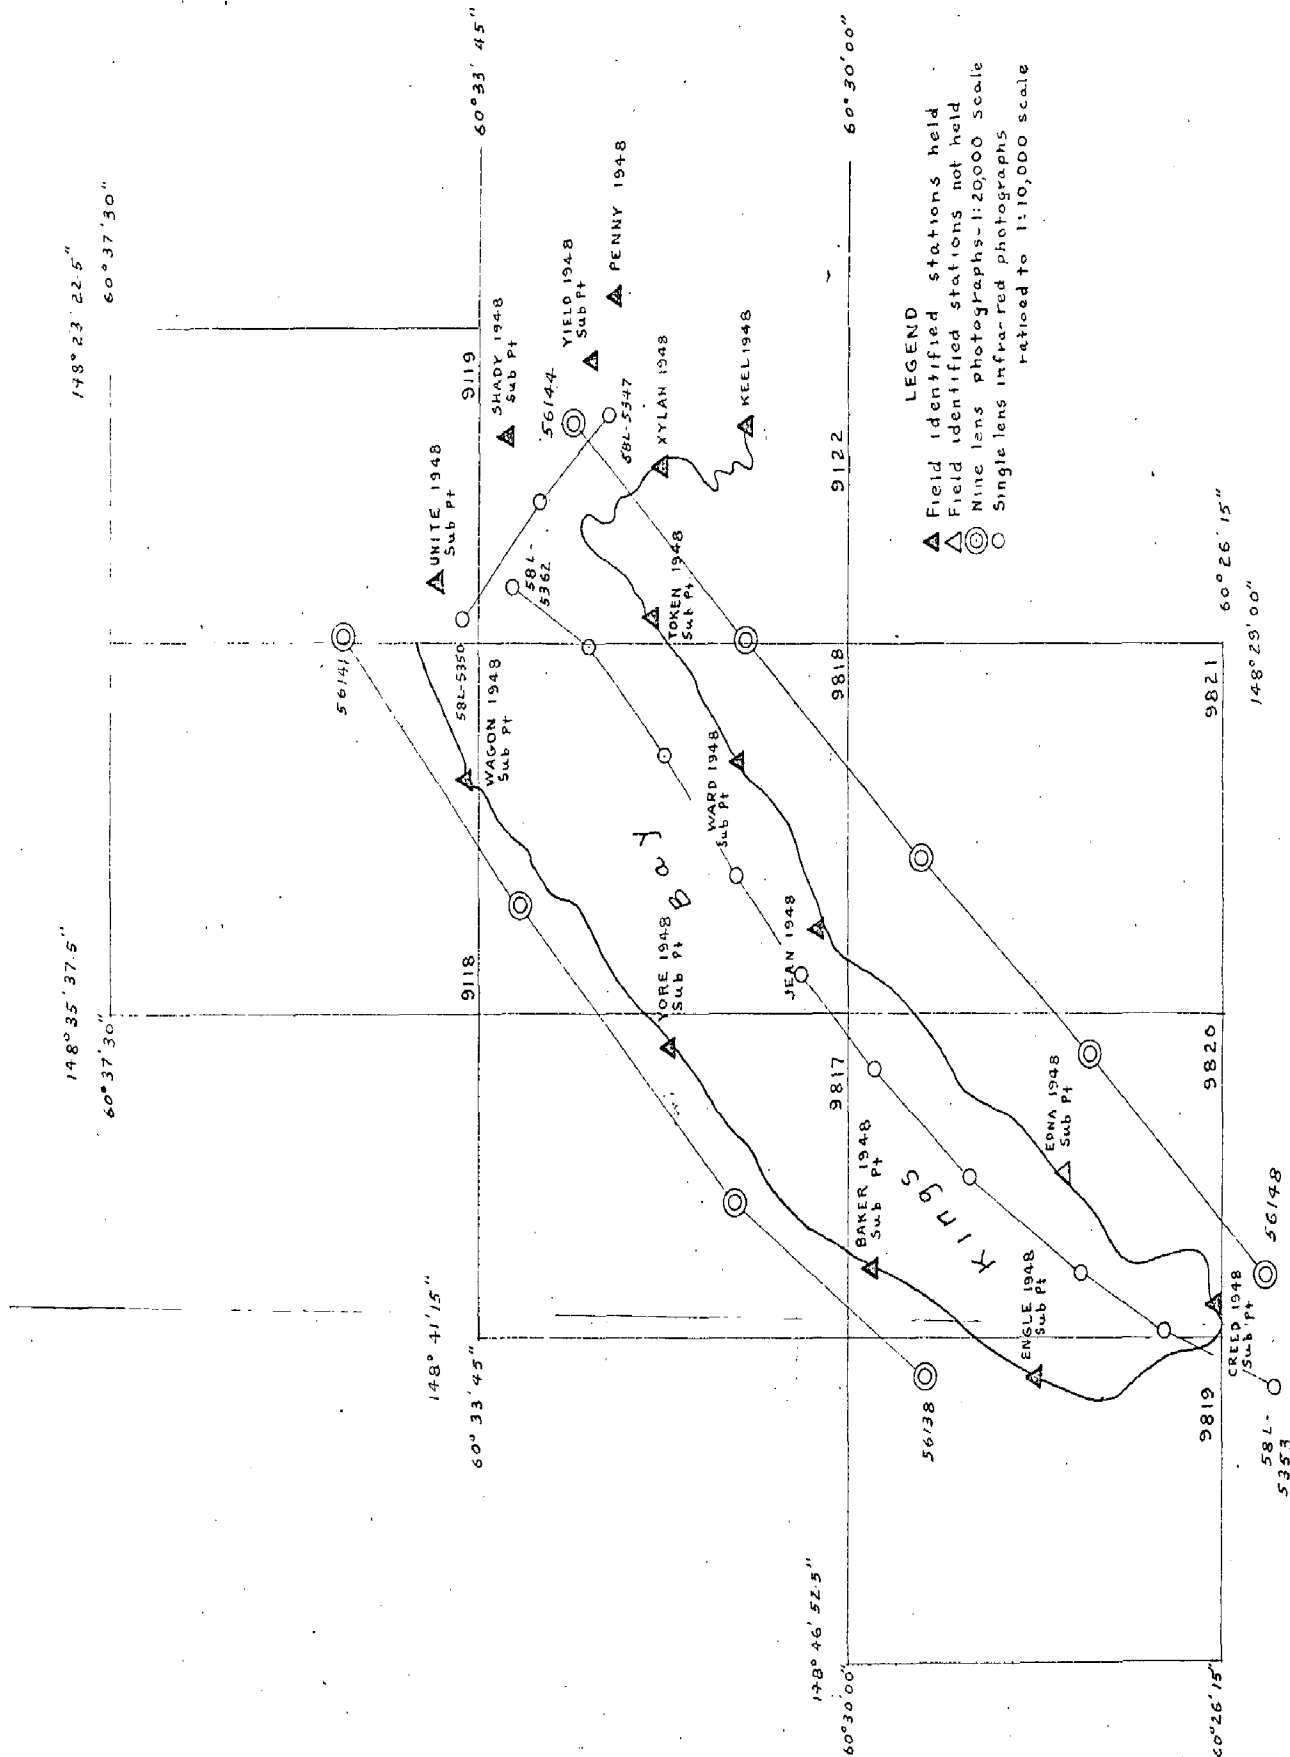 148° 23' 22.5"
60° 37' 30"
60° 33' 45"
60° 30' 00"
60° 26' 15"
148° 29' 00"
148° 35' 37.5"
60° 37' 30"
148° 41' 15"
60° 33' 45"
148° 46' 52.5"
60° 30' 00"
60° 26' 15"
9119
9122
9118
9818
9817
9821
9820
9819
UNITE 1948
Sub Pt
SHADY 1948
Sub Pt
YIELD 1948
Sub Pt
PENNY 1948
XYLAN 1948
KEEL 1948
TOKEN 1948
Sub Pt
WAGON 1948
Sub Pt
WARD 1948
Sub Pt
JEAN 1948
YORE 1948
Sub Pt
BAKER 1948
Sub Pt
EDNA 1948
Sub Pt
ENGLE 1948
Sub Pt
CREED 1948
Sub Pt
56144
58L-5347
58L-
5362
58L-5350
56141
56138
56148
58L-
5353
Kings Bay
LEGEND
Field identified stations held
Field identified stations not held
Nine lens photographs-1:20,000 scale
Single lens infra-red photographs
ratioed to 1:10,000 scale